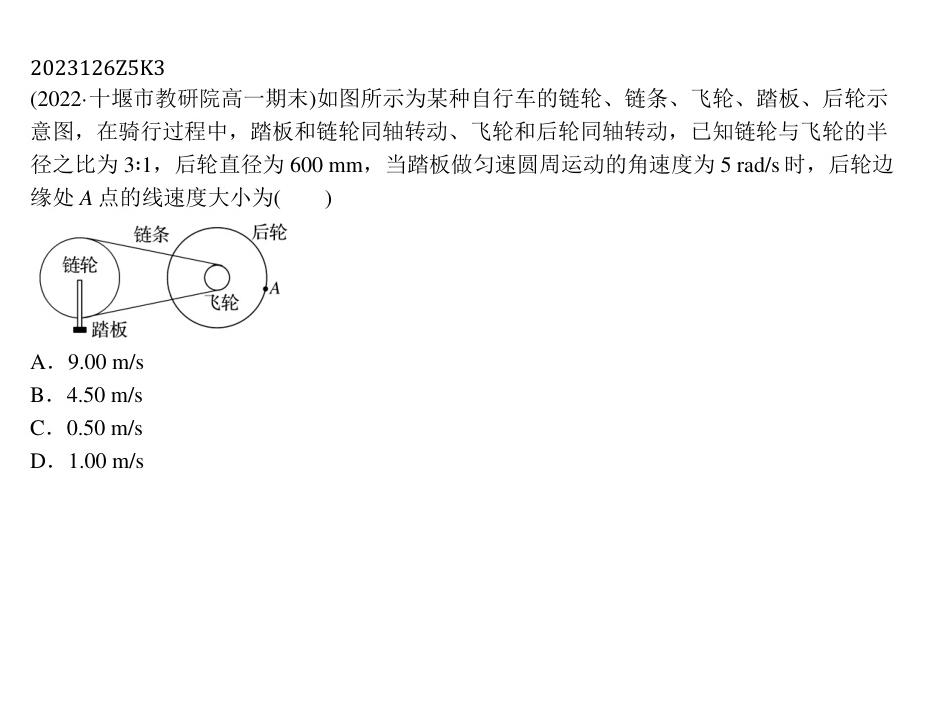 2023126Z5K3
(2022·十堰市教研院高一期末)如图所示为某种自行车的链轮、链条、飞轮、踏板、后轮示
意图，在骑行过程中，踏板和链轮同轴转动、飞轮和后轮同轴转动，已知链轮与飞轮的半
径之比为 3∶1，后轮直径为 600 mm，当踏板做匀速圆周运动的角速度为 5 rad/s 时，后轮边
缘处 A 点的线速度大小为(　　)
链条
后轮
链轮
A
飞轮
踏板
A．9.00 m/s
B．4.50 m/s
C．0.50 m/s
D．1.00 m/s